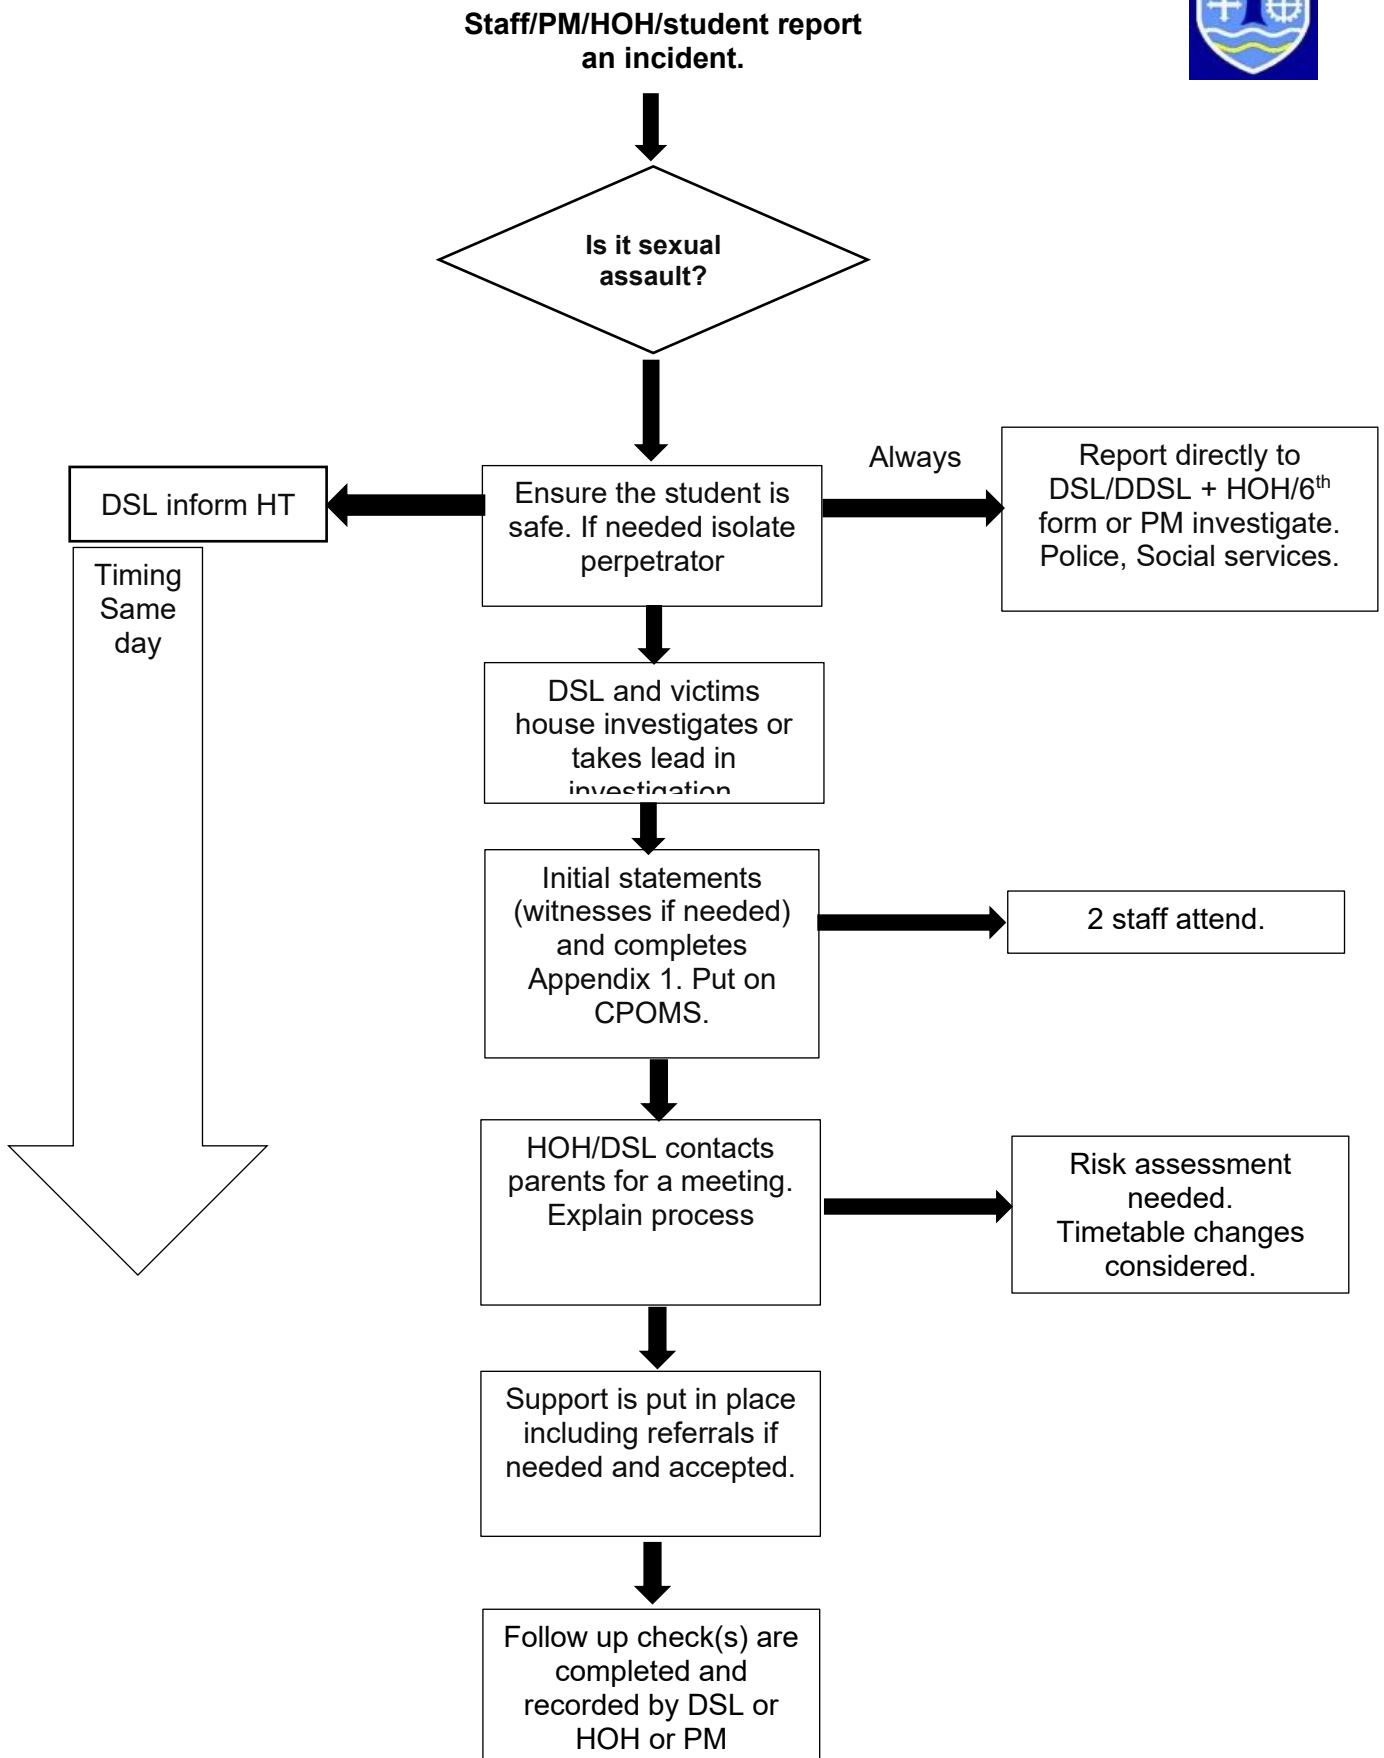 Staff/PM/HOH/student report
an incident.
Is it sexual
assault?
Always
Report directly to
DSL/DDSL + HOH/6th
form or PM investigate.
Police, Social services.
DSL inform HT
Ensure the student is
safe. If needed isolate
perpetrator
Timing
Same
day
DSL and victims
house investigates or
takes lead in
investigation
Initial statements
(witnesses if needed)
and completes
Appendix 1. Put on
CPOMS.
2 staff attend.
HOH/DSL contacts
parents for a meeting.
Explain process
Risk assessment
needed.
Timetable changes
considered.
Support is put in place
including referrals if
needed and accepted.
Follow up check(s) are
completed and
recorded by DSL or
HOH or PM